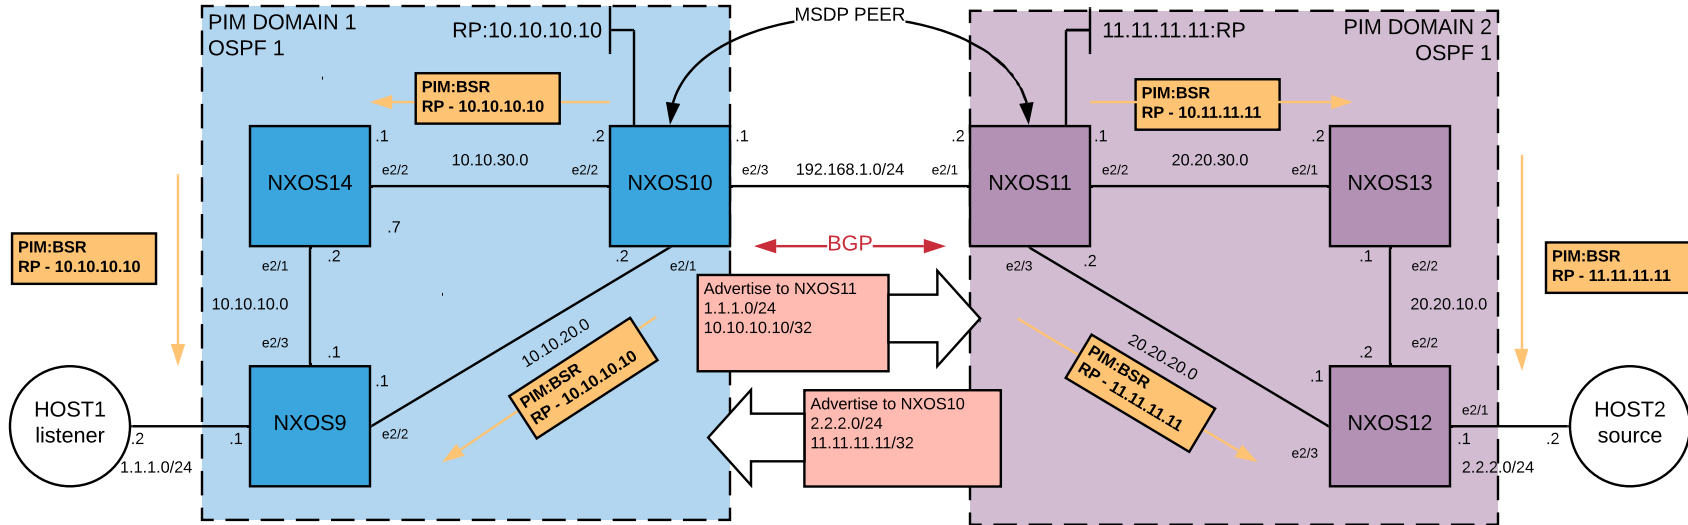 PIM DOMAIN 1
OSPF 1
RP:10.10.10.10
MSDP PEER
11.11.11.11:RP
PIM DOMAIN 2
OSPF 1
PIM:BSR
RP - 10.10.10.10
PIM:BSR
RP - 10.11.11.11
.1
.2
.1
.2
.1
.2
10.10.30.0
192.168.1.0/24
20.20.30.0
e2/2
e2/2
e2/3
e2/1
e2/2
e2/1
NXOS14
NXOS10
NXOS11
NXOS13
.7
PIM:BSR
RP - 10.10.10.10
BGP
PIM:BSR
RP - 11.11.11.11
e2/1
.2
.2
e2/1
e2/3
.2
.1
e2/2
10.10.10.0
Advertise to NXOS11
1.1.1.0/24
10.10.10.10/32
20.20.10.0
e2/3
.1
10.10.20.0
20.20.20.0
.2
e2/2
PIM:BSR
RP - 10.10.10.10
PIM:BSR
RP - 11.11.11.11
.1
.1
HOST1
listener
NXOS9
Advertise to NXOS10
2.2.2.0/24
11.11.11.11/32
NXOS12
HOST2
source
.2
.1
e2/2
e2/3
e2/1
.1
.2
1.1.1.0/24
2.2.2.0/24